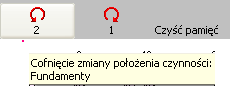 2 1 Czyść pamięć
Cofnięcie zmiany położenia czynności:
Fundamenty